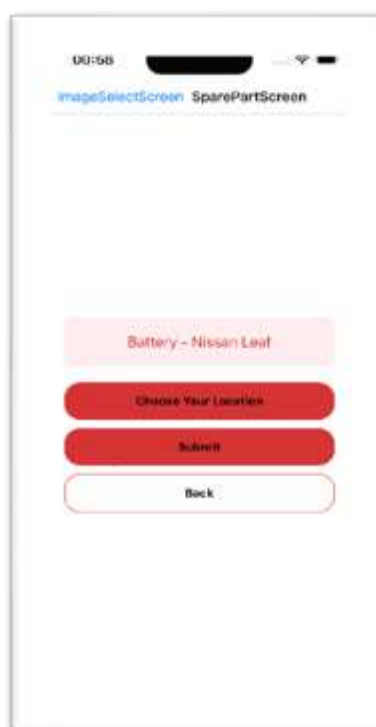 00:58
ImageSelectScreen SparePartScreen
Battery - Nissan Leaf
Choose Your Location
Submit
Back